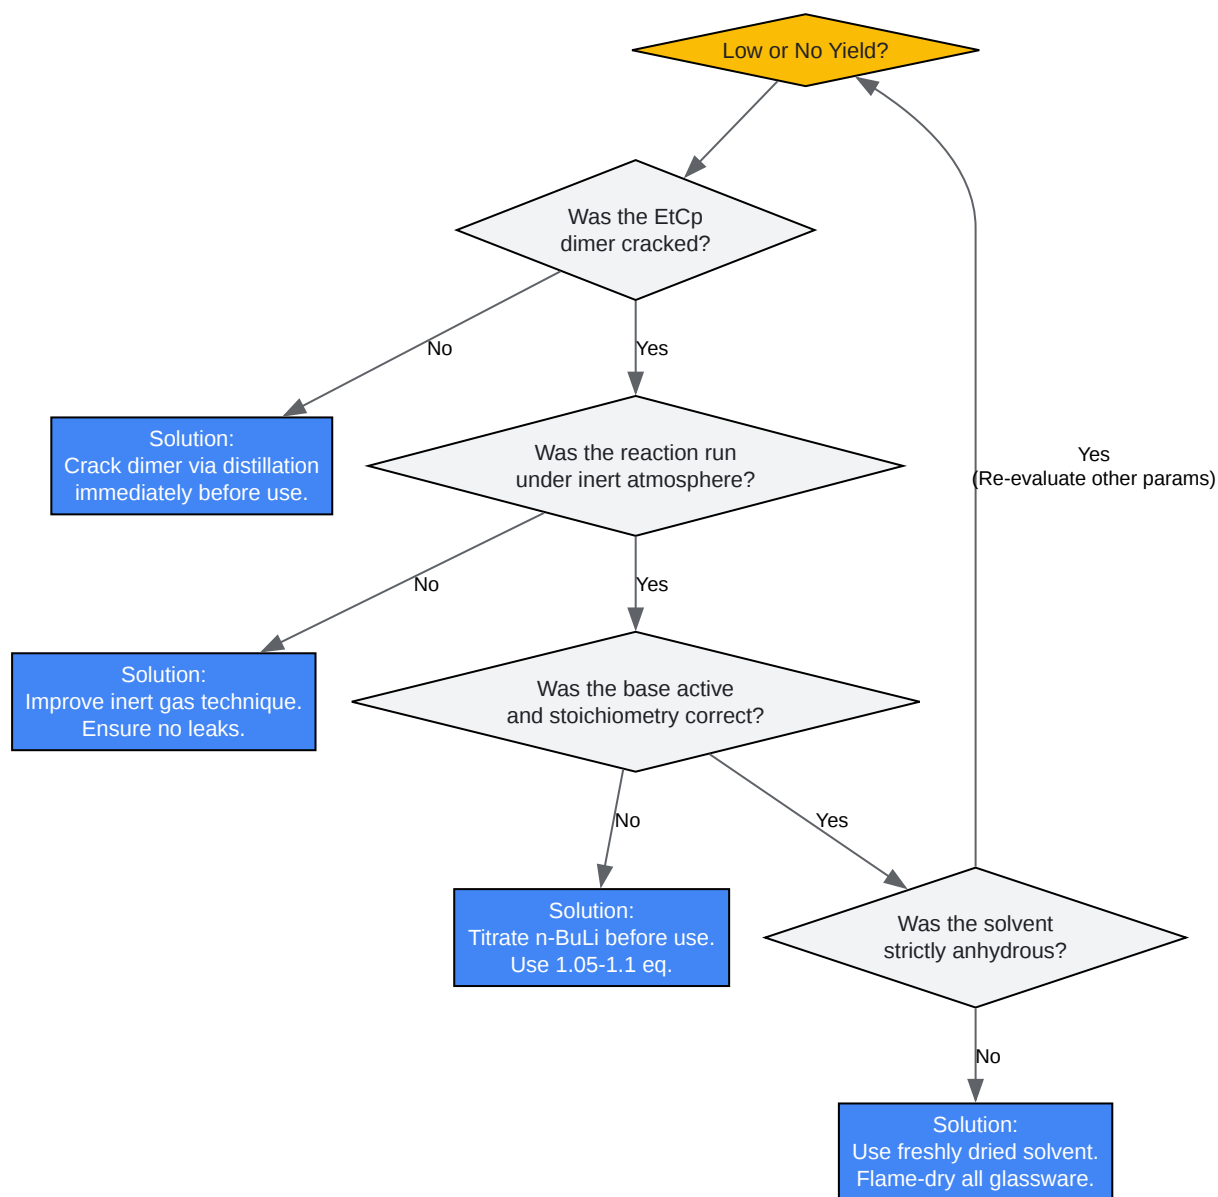 Low or No Yield?
Was the EtCp
dimer cracked?
No
Yes
Solution:
Crack dimer via distillation
immediately before use.
Was the reaction run
under inert atmosphere?
Yes
(Re-evaluate other params)
No
Yes
Solution:
Improve inert gas technique.
Ensure no leaks.
Was the base active
and stoichiometry correct?
No
Yes
Solution:
Titrate n-BuLi before use.
Use 1.05-1.1 eq.
Was the solvent
strictly anhydrous?
No
Solution:
Use freshly dried solvent.
Flame-dry all glassware.